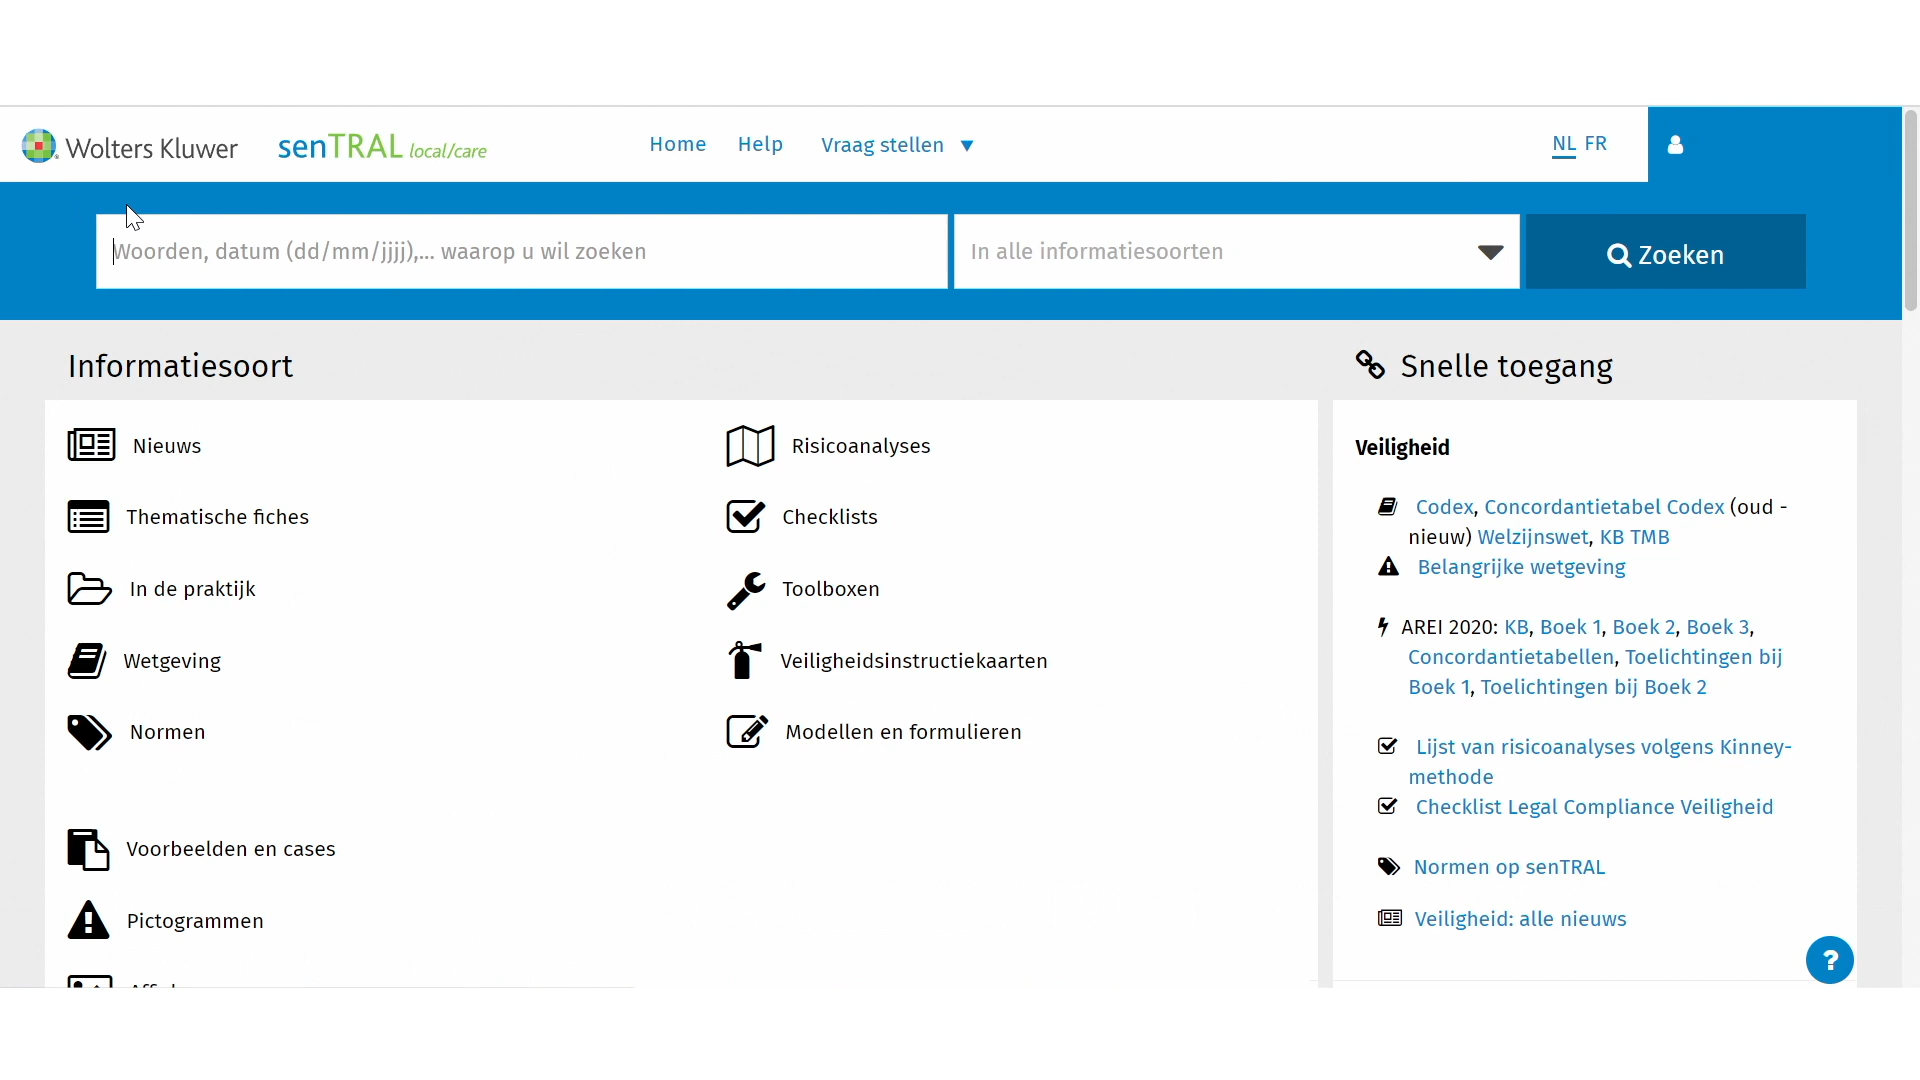 Wolters Kluwer senTRAL local/care Home Help Vraag stellen NL FR
Woorden, datum (dd/mm/jjjj),... waarop u wil zoeken In alle informatiesoorten Zoeken
Informatiesoort
Nieuws
Thematische fiches
In de praktijk
Wetgeving
Normen
Voorbeelden en cases
Pictogrammen
Risicoanalyses
Checklists
Toolboxen
Veiligheidsinstructiekaarten
Modellen en formulieren
Snelle toegang
Veiligheid
Codex, Concordantietabel Codex (oud -
nieuw) Welzijnswet, KB TMB
Belangrijke wetgeving
AREI 2020: KB, Boek 1, Boek 2, Boek 3,
Concordantietabellen, Toelichtingen bij
Boek 1, Toelichtingen bij Boek 2
Lijst van risicoanalyses volgens Kinney-
methode
Checklist Legal Compliance Veiligheid
Normen op senTRAL
Veiligheid: alle nieuws
?